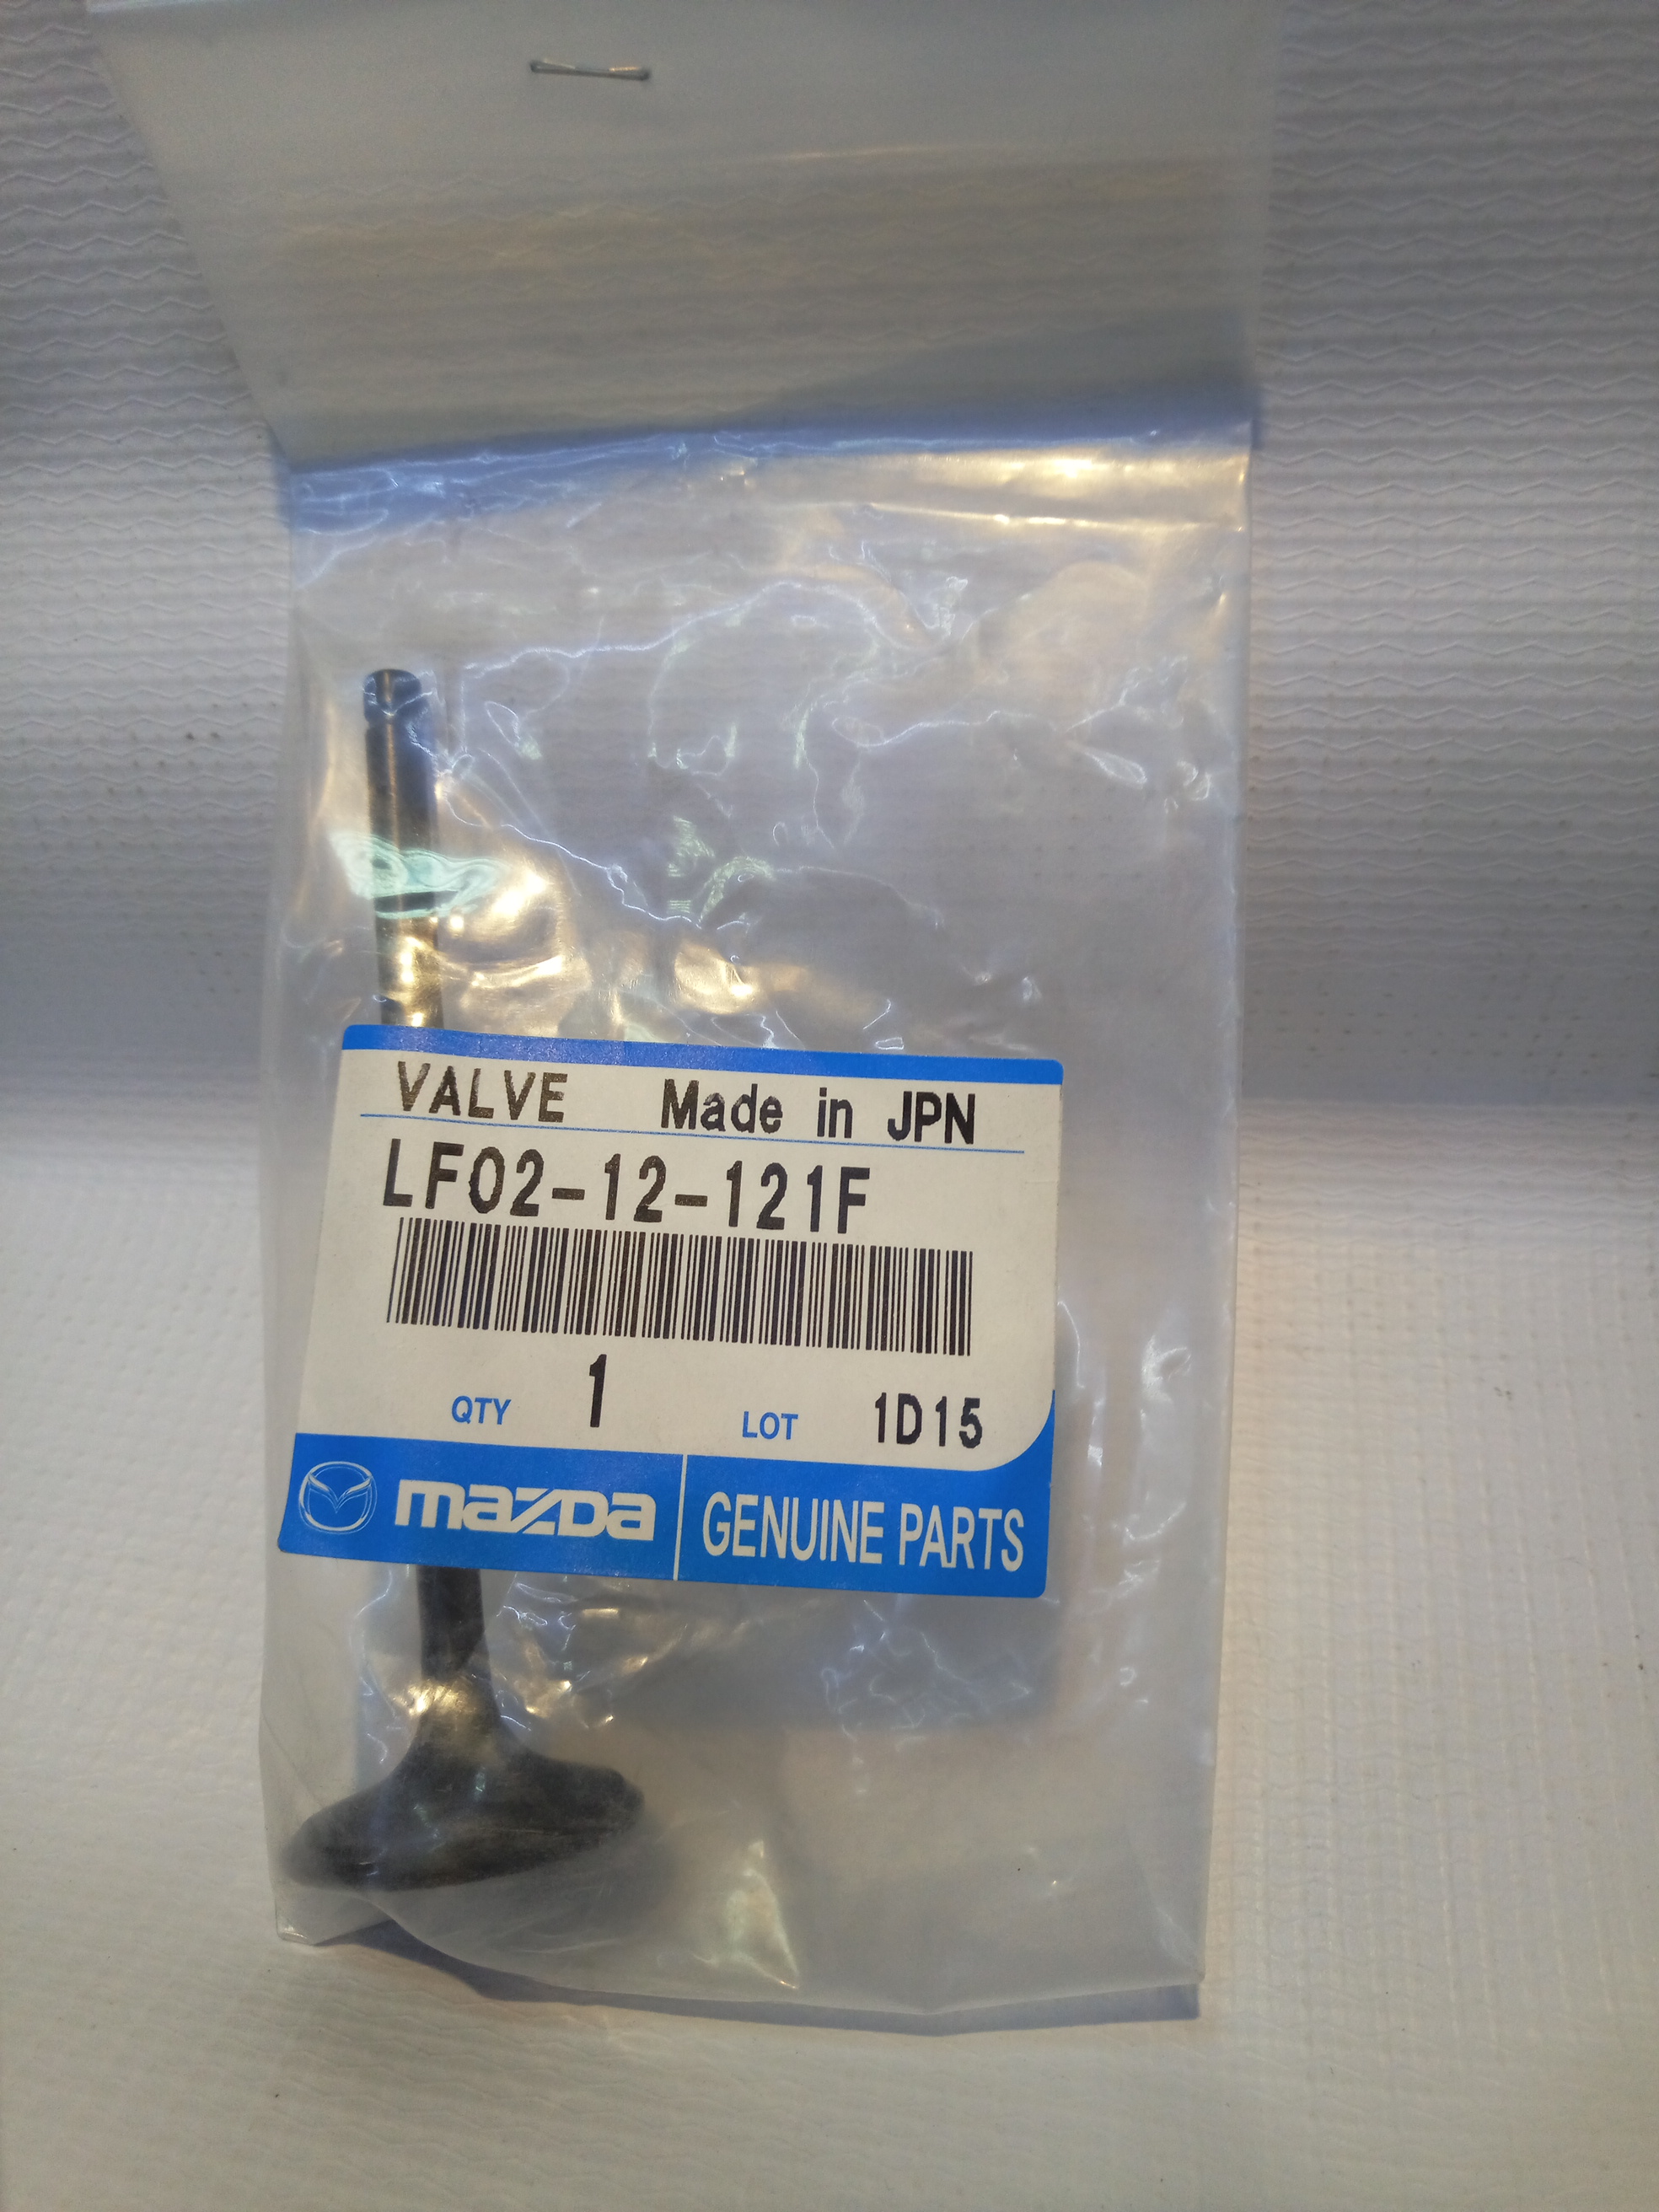 VALVE Made in JPN
LF02-12-121F
QTY 1 LOT 1D15
mazda GENUINE PARTS